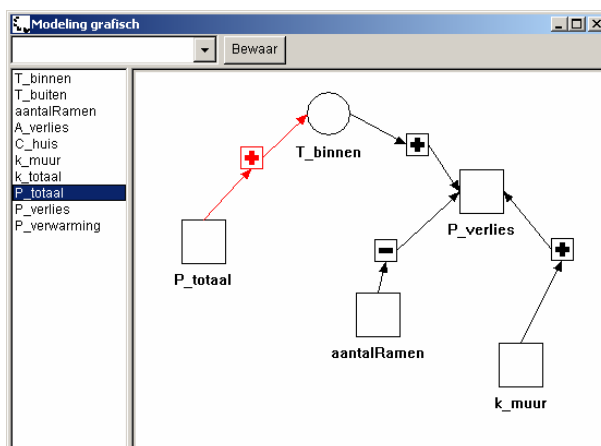 Modeling grafisch
Bewaar
T_binnen
T_buiten
aantalRamen
A_verlies
C_huis
k_muur
k_totaal
P_totaal
P_verlies
P_verwarming
T_binnen
P_verlies
P_totaal
aantalRamen
k_muur